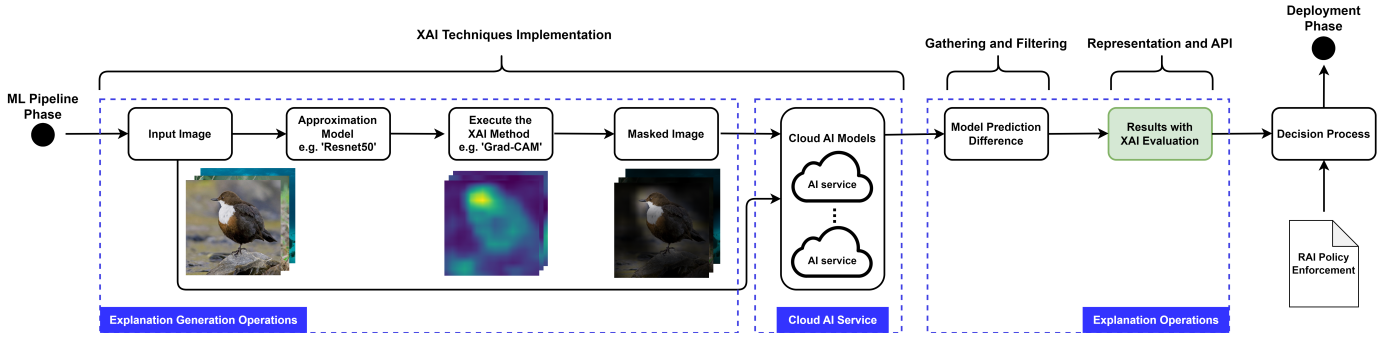 XAI Techniques Implementation
Gathering and Filtering
Representation and API
Deployment
Phase
ML Pipeline
Phase
Input Image
Approximation
Model
e.g. 'Resnet50'
Execute the
XAI Method
e.g. 'Grad-CAM'
Masked Image
Cloud AI Models
AI service
AI service
Model Prediction
Difference
Results with
XAI Evaluation
Decision Process
RAI Policy
Enforcement
Explanation Generation Operations
Cloud AI Service
Explanation Operations